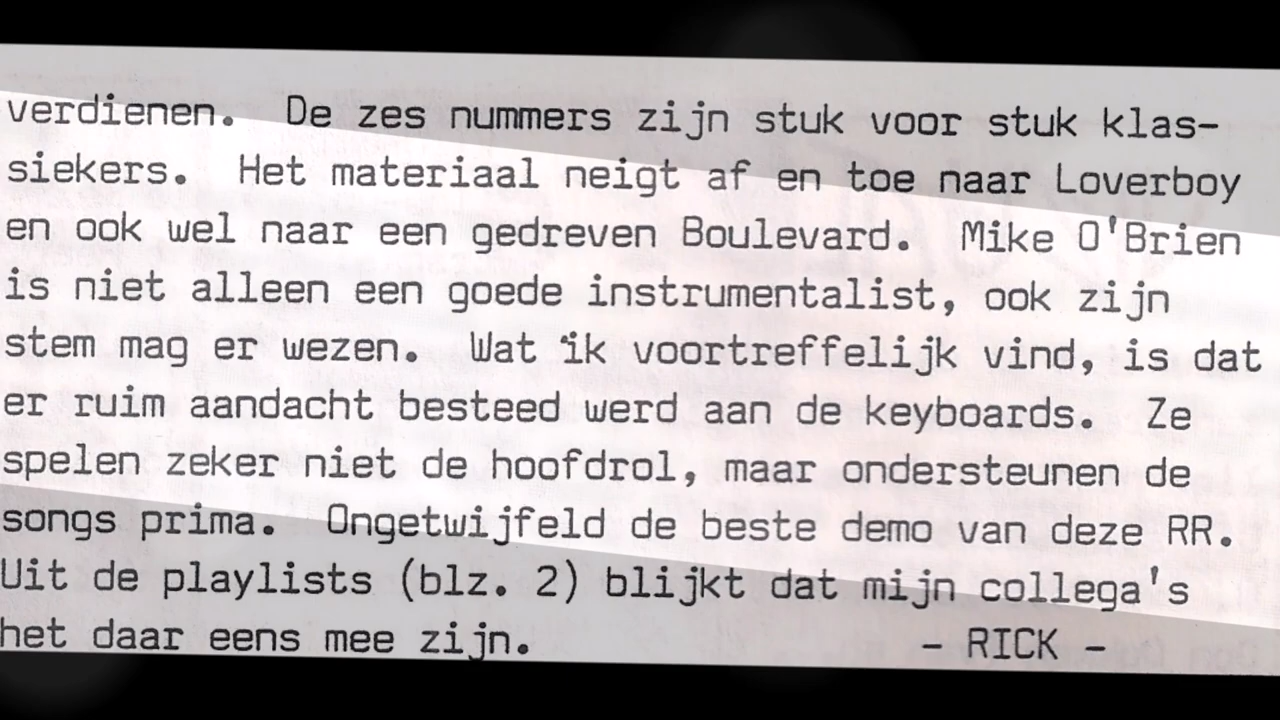 verdienen. De zes nummers zijn stuk voor stuk klas-
siekers. Het materiaal neigt af en toe naar Loverboy
en ook wel naar een gedreven Boulevard. Mike O'Brien
is niet alleen een goede instrumentalist, ook zijn
stem mag er wezen. Wat ik voortreffelijk vind, is dat
er ruim aandacht besteed werd aan de keyboards. Ze
spelen zeker niet de hoofdrol, maar ondersteunen de
songs prima. Ongetwijfeld de beste demo van deze RR.
Uit de playlists (blz. 2) blijkt dat mijn collega's
het daar eens mee zijn. - RICK -